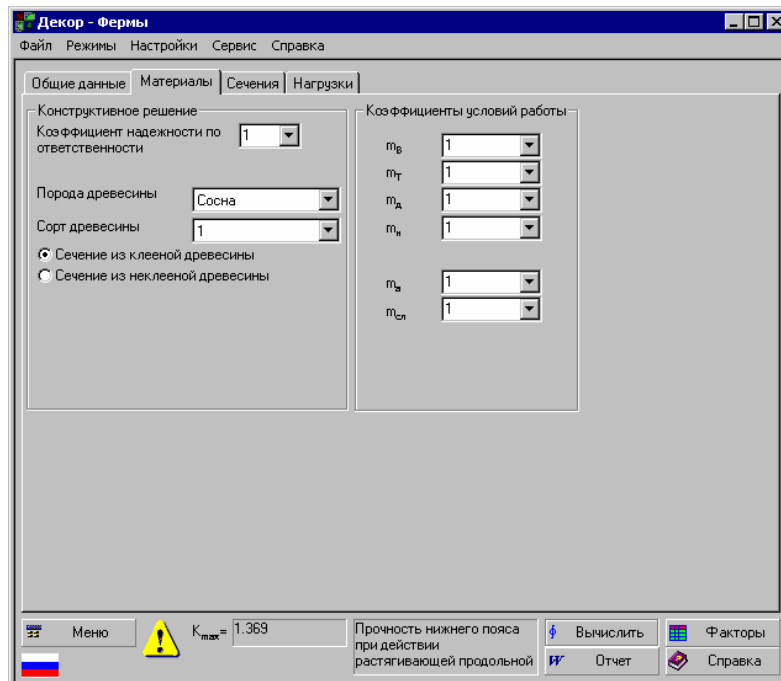 Декор - Фермы
Файл Режимы Настройки Сервис Справка
Общие данные Материалы Сечения Нагрузки
Конструктивное решение
Коэффициент надежности по ответственности 1
Порода древесины Сосна
Сорт древесины 1
Сечение из клееной древесины
Сечение из неклееной древесины
Коэффициенты условий работы
mв 1
mт 1
mд 1
mн 1
mа 1
mсл 1
Меню
Kmax= 1.369
Прочность нижнего пояса
при действии
растягивающей продольной
Вычислить
Факторы
Отчет
Справка